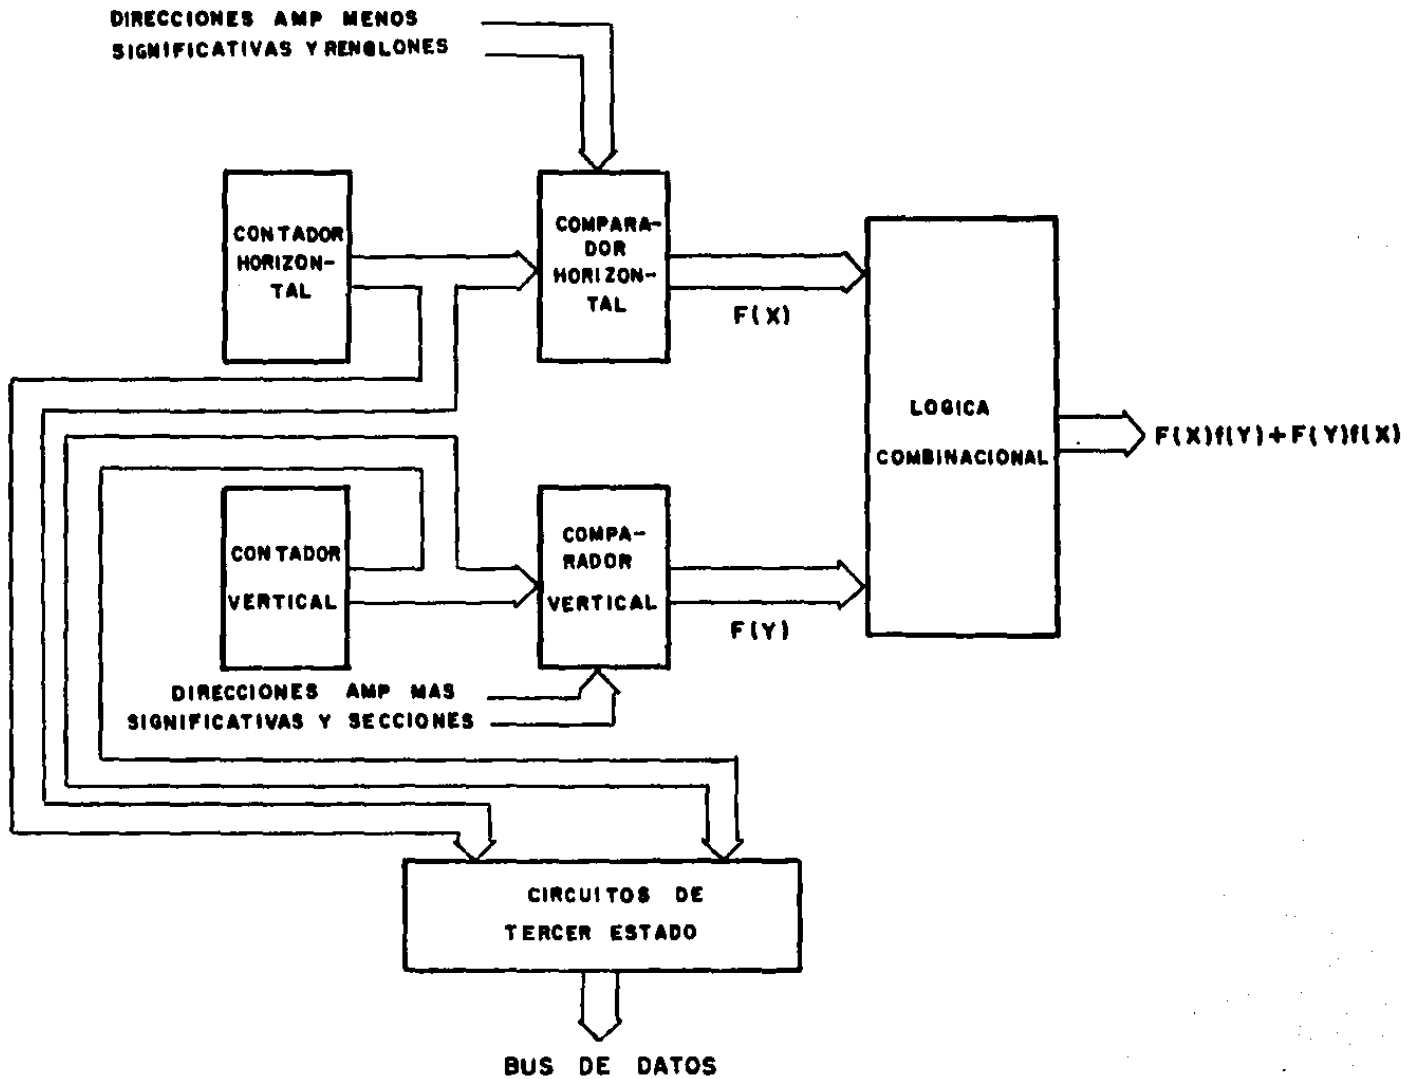 DIRECCIONES AMP MENOS
SIGNIFICATIVAS Y RENGLONES
CONTADOR
HORIZON-
TAL
COMPARA-
DOR
HORIZON-
TAL
F(X)
LOGICA
COMBINACIONAL
F(X)f(Y)+F(Y)f(X)
CONTADOR
VERTICAL
COMPA-
RADOR
VERTICAL
F(Y)
DIRECCIONES AMP MAS
SIGNIFICATIVAS Y SECCIONES
CIRCUITOS DE
TERCER ESTADO
BUS DE DATOS